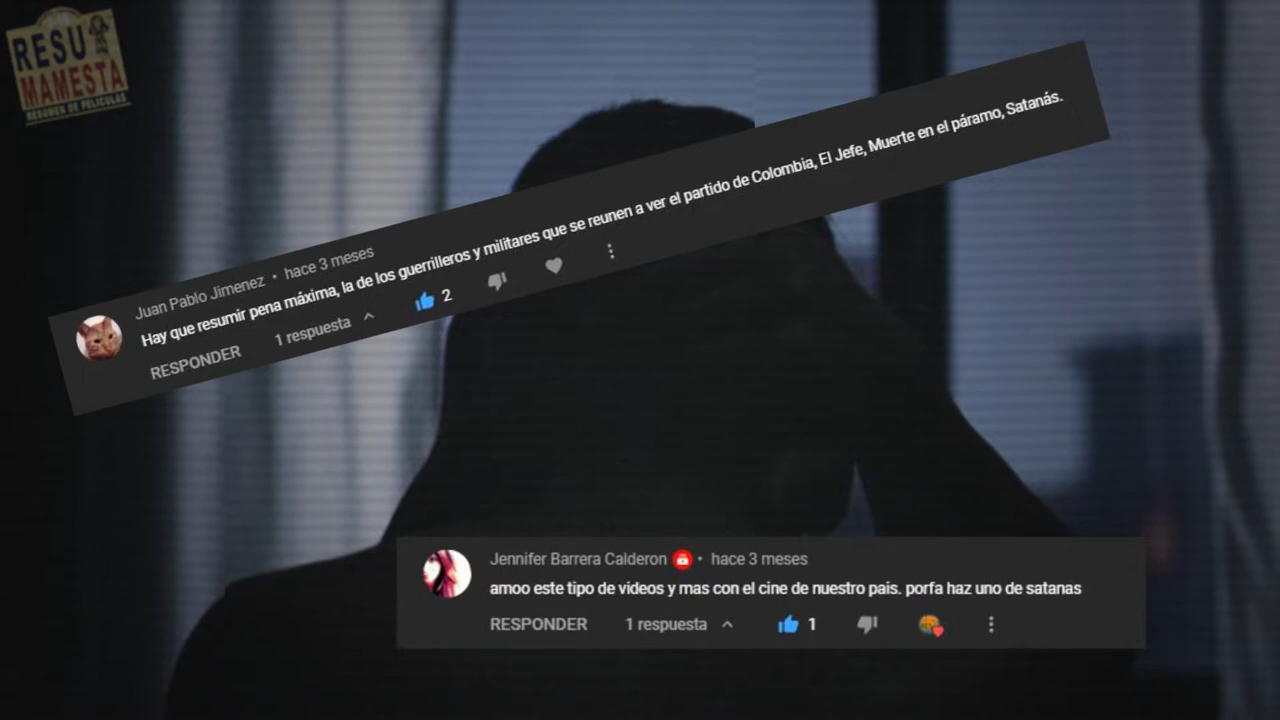 RESU
MAMESTA
RESUMEN DE PELICULAS
Juan Pablo Jimenez • hace 3 meses
Hay que resumir pena máxima, la de los guerrilleros y militares que se reunen a ver el partido de Colombia, El Jefe, Muerte en el páramo, Satanás.
RESPONDER 1 respuesta 2
Jennifer Barrera Calderon • hace 3 meses
amoo este tipo de videos y mas con el cine de nuestro pais. porfa haz uno de satanas
RESPONDER 1 respuesta 1